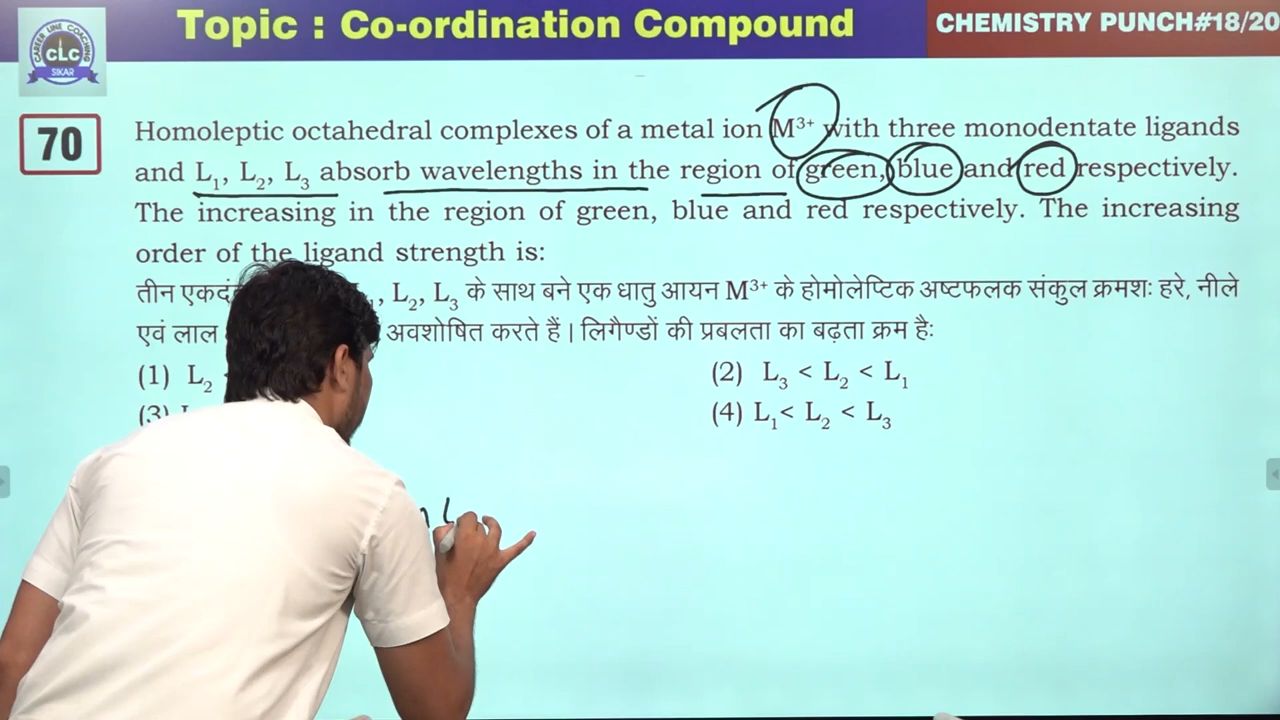 Topic : Co-ordination Compound
CHEMISTRY PUNCH#18/20
CAREER LINE COACHING
CLC
SIKAR
70
Homoleptic octahedral complexes of a metal ion M³⁺ with three monodentate ligands
and L₁, L₂, L₃ absorb wavelengths in the region of green, blue and red respectively.
The increasing in the region of green, blue and red respectively. The increasing
order of the ligand strength is:
तीन , L₂, L₃ के साथ बने एक धातु आयन M³⁺ के होमोलेप्टिक अष्टफलक संकुल क्रमशः हरे, नीले
एवं लाल अवशोषित करते हैं। लिगैण्डों की प्रबलता का बढ़ता क्रम है:
(1) L₂
(2) L₃ < L₂ < L₁
(3)
(4) L₁< L₂ < L₃